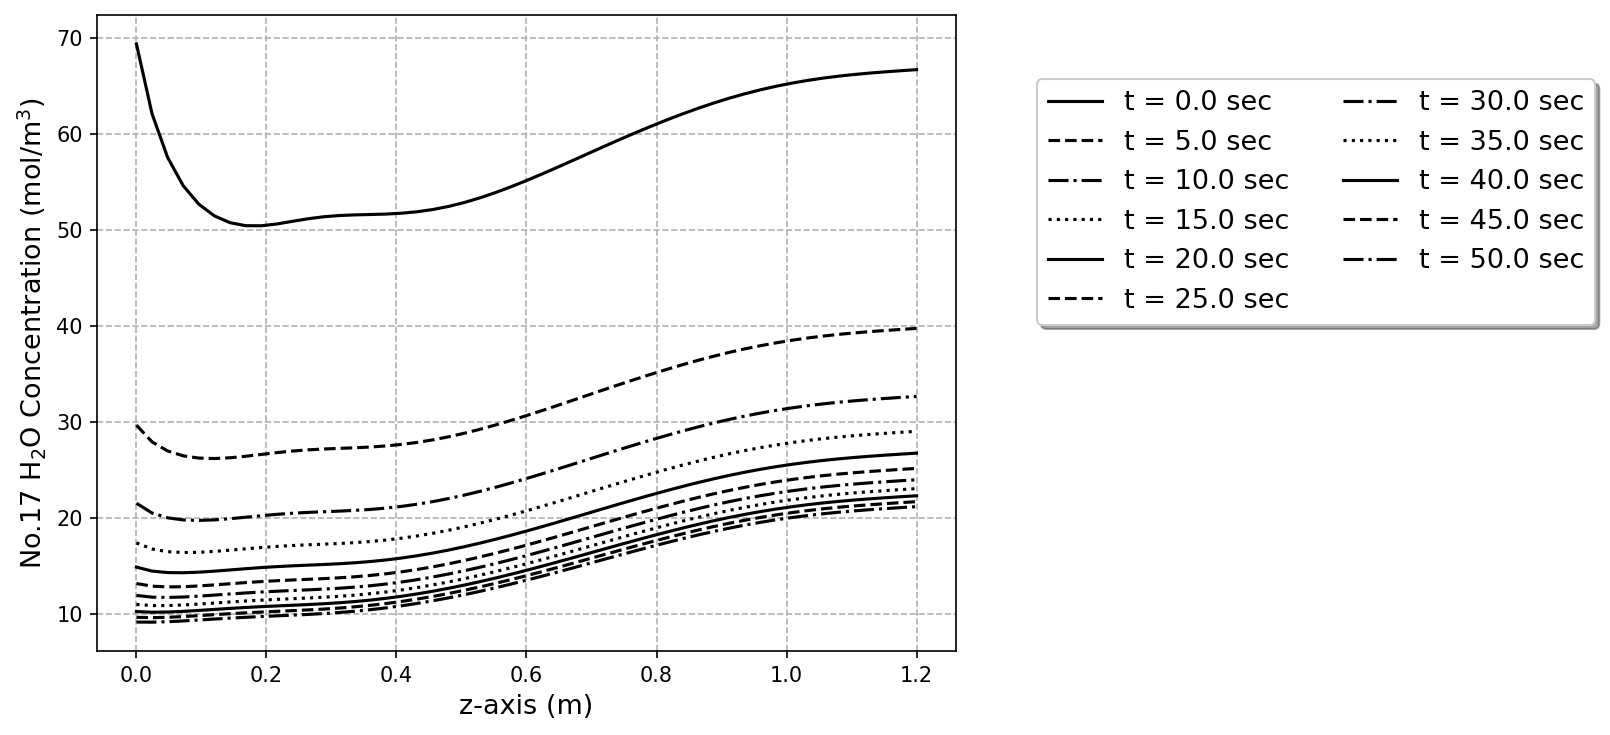 70
60
50
40
30
20
10
No.17 H₂O Concentration (mol/m³)
0.0 0.2 0.4 0.6 0.8 1.0 1.2
z-axis (m)
t = 0.0 sec
t = 5.0 sec
t = 10.0 sec
t = 15.0 sec
t = 20.0 sec
t = 25.0 sec
t = 30.0 sec
t = 35.0 sec
t = 40.0 sec
t = 45.0 sec
t = 50.0 sec